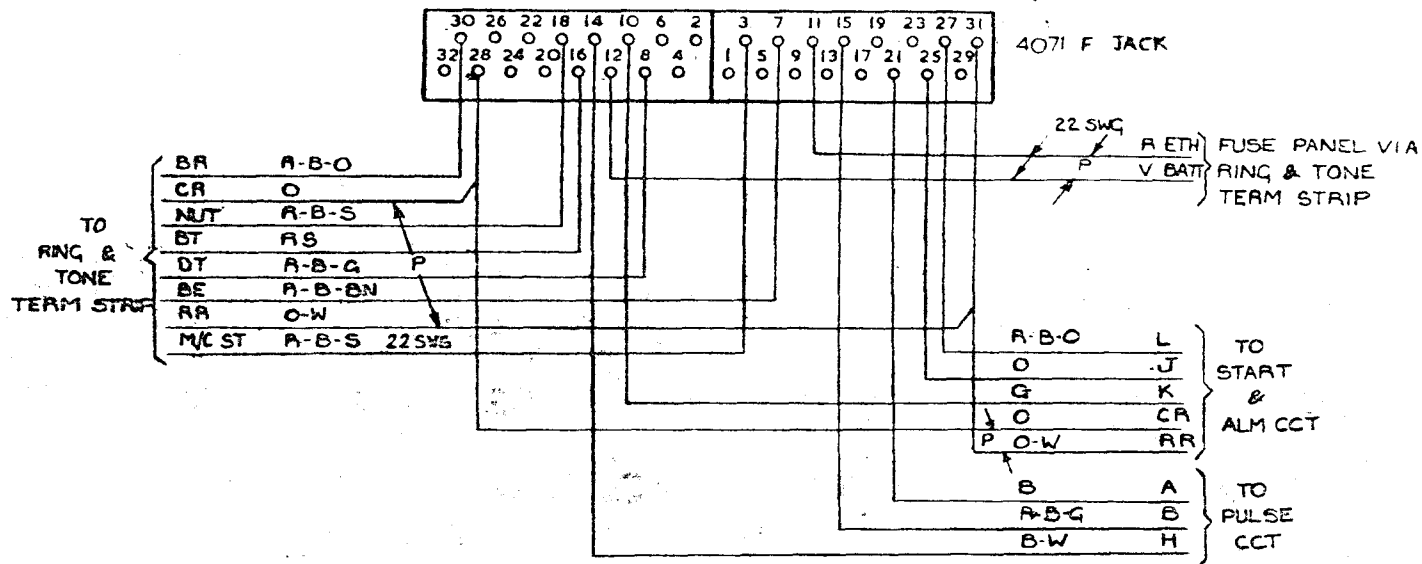 30 26 22 18 14 10 6 2 3 7 11 15 19 23 27 31
32 28 24 20 16 12 8 4 1 5 9 13 17 21 25 29
4071 F JACK
22 SWG
R ETH
P
V BATT
FUSE PANEL VIA
RING & TONE
TERM STRIP
TO
RING &
TONE
TERM STRIP
BR R-B-O
CR O
NUT R-B-S
BT RS
DT R-B-G
P
BE R-B-BN
RR O-W
M/C ST R-B-S 22 SWG
R-B-O L
O J
G K
O CR
P O-W RR
TO
START
&
ALM CCT
B A
R-B-G B
B-W H
TO
PULSE
CCT